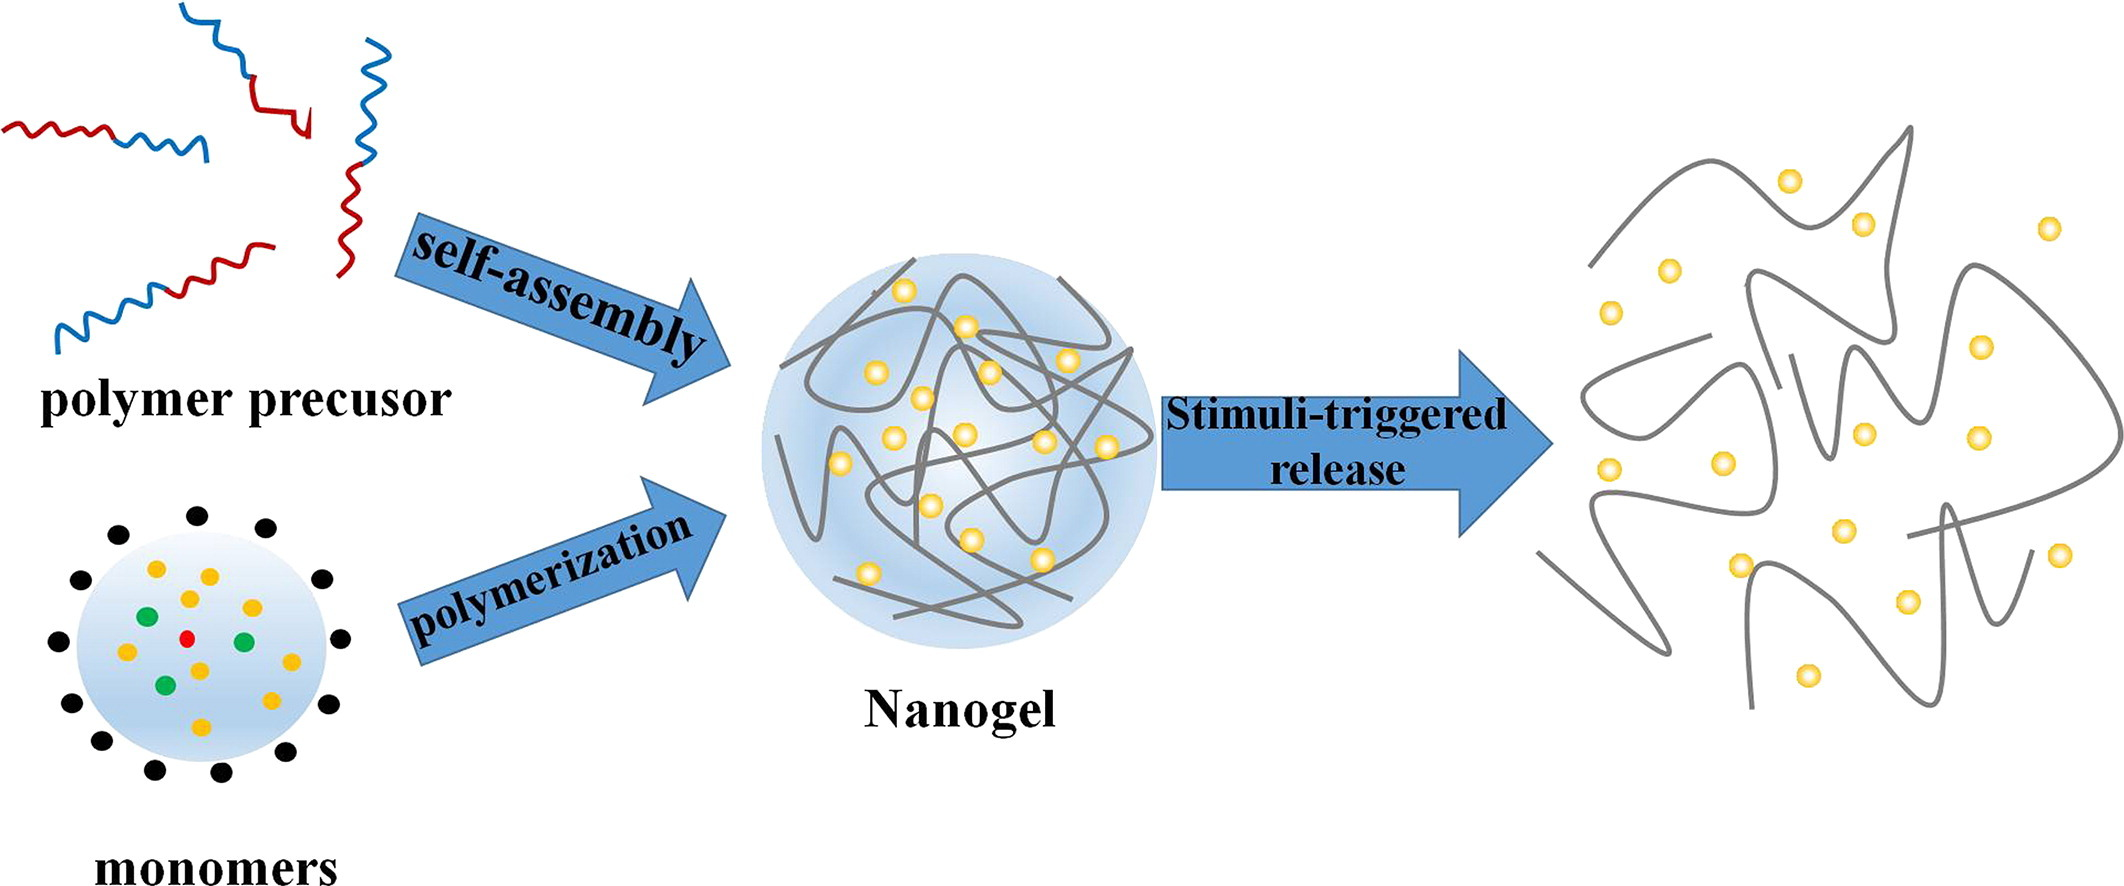 self-assembly
polymer precusor
polymerization
monomers
Nanogel
Stimuli-triggered
release